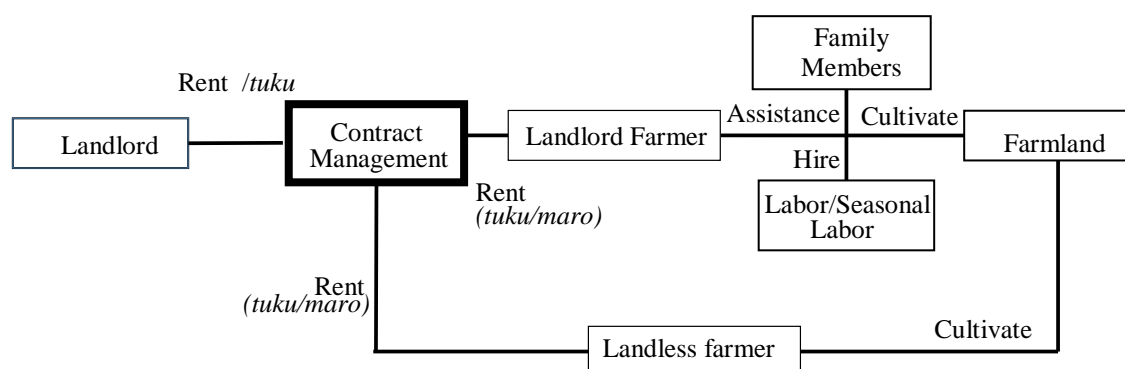 Family
Members
Rent /tuku
Assistance
Cultivate
Landlord
Contract
Management
Landlord Farmer
Farmland
Hire
Rent
(tuku/maro)
Labor/Seasonal
Labor
Rent
(tuku/maro)
Cultivate
Landless farmer